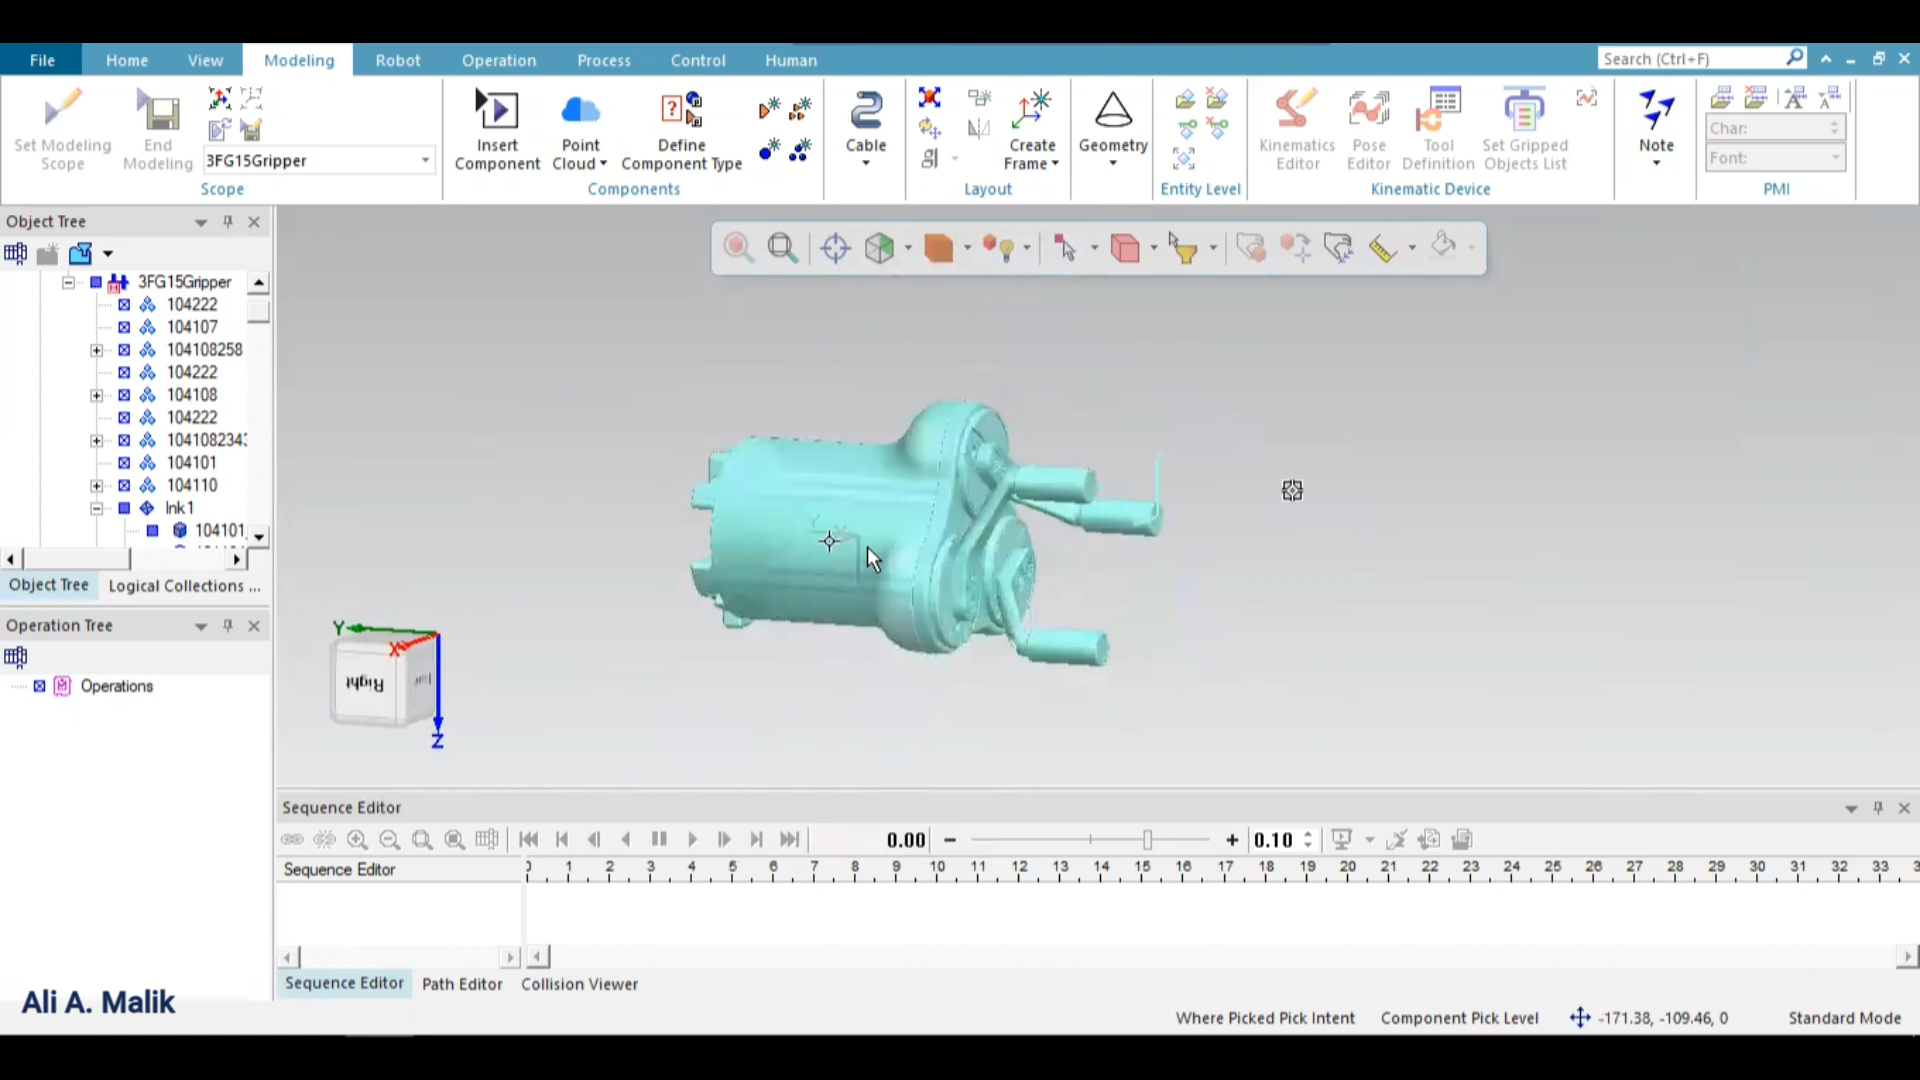 File
Home
View
Modeling
Robot
Operation
Process
Control
Human
Search (Ctrl+F)
Set Modeling
Scope
End
Modeling
3FG15Gripper
Scope
Insert
Component
Point
Cloud
Define
Component Type
Components
Cable
Create
Frame
Layout
Geometry
Entity Level
Kinematics
Editor
Pose
Editor
Tool
Definition
Set Gripped
Objects List
Kinematic Device
Note
Char:
Font:
PMI
Object Tree
3FG15Gripper
104222
104107
104108258
104222
104108
104222
1041082343
104101
104110
lnk1
104101
Object Tree
Logical Collections ...
Operation Tree
Operations
Y
X
Z
Right
Sequence Editor
0.00
0.10
Sequence Editor
1 2 3 4 5 6 7 8 9 10 11 12 13 14 15 16 17 18 19 20 21 22 23 24 25 26 27 28 29 30 31 32 33
Sequence Editor
Path Editor
Collision Viewer
Ali A. Malik
Where Picked Pick Intent
Component Pick Level
-171.38, -109.46, 0
Standard Mode